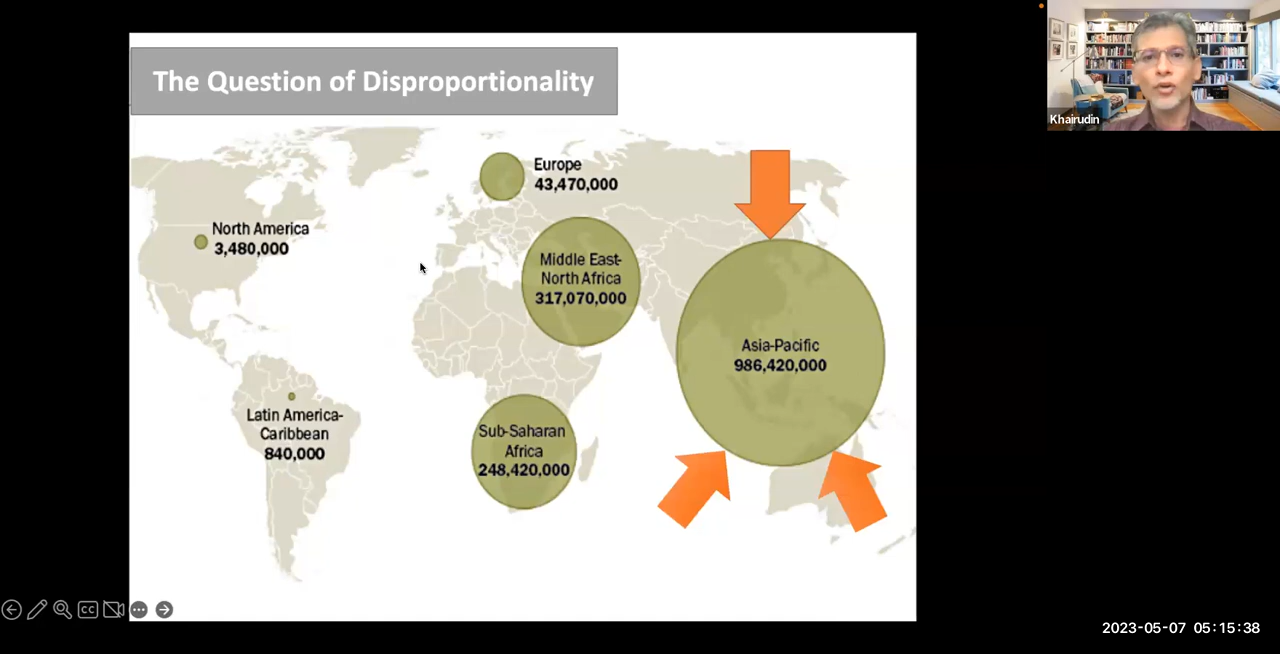 The Question of Disproportionality
Khairudin
Europe
43,470,000
North America
3,480,000
Middle East-
North Africa
317,070,000
Asia-Pacific
986,420,000
Latin America-
Caribbean
840,000
Sub-Saharan
Africa
248,420,000
CC
2023-05-07 05:15:38